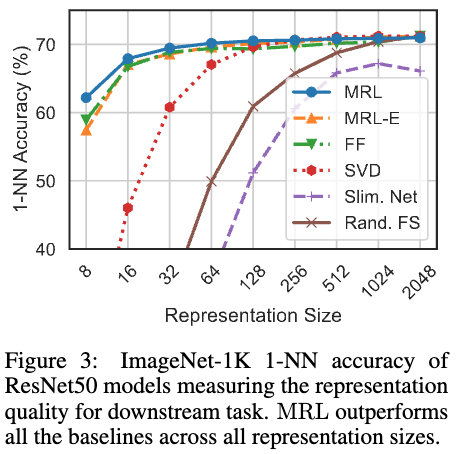 70
60
50
40
1-NN Accuracy (%)
MRL
MRL-E
FF
SVD
Slim. Net
Rand. FS
8
16
32
64
128
256
512
1024
2048
Representation Size
Figure 3: ImageNet-1K 1-NN accuracy of
ResNet50 models measuring the representation
quality for downstream task. MRL outperforms
all the baselines across all representation sizes.